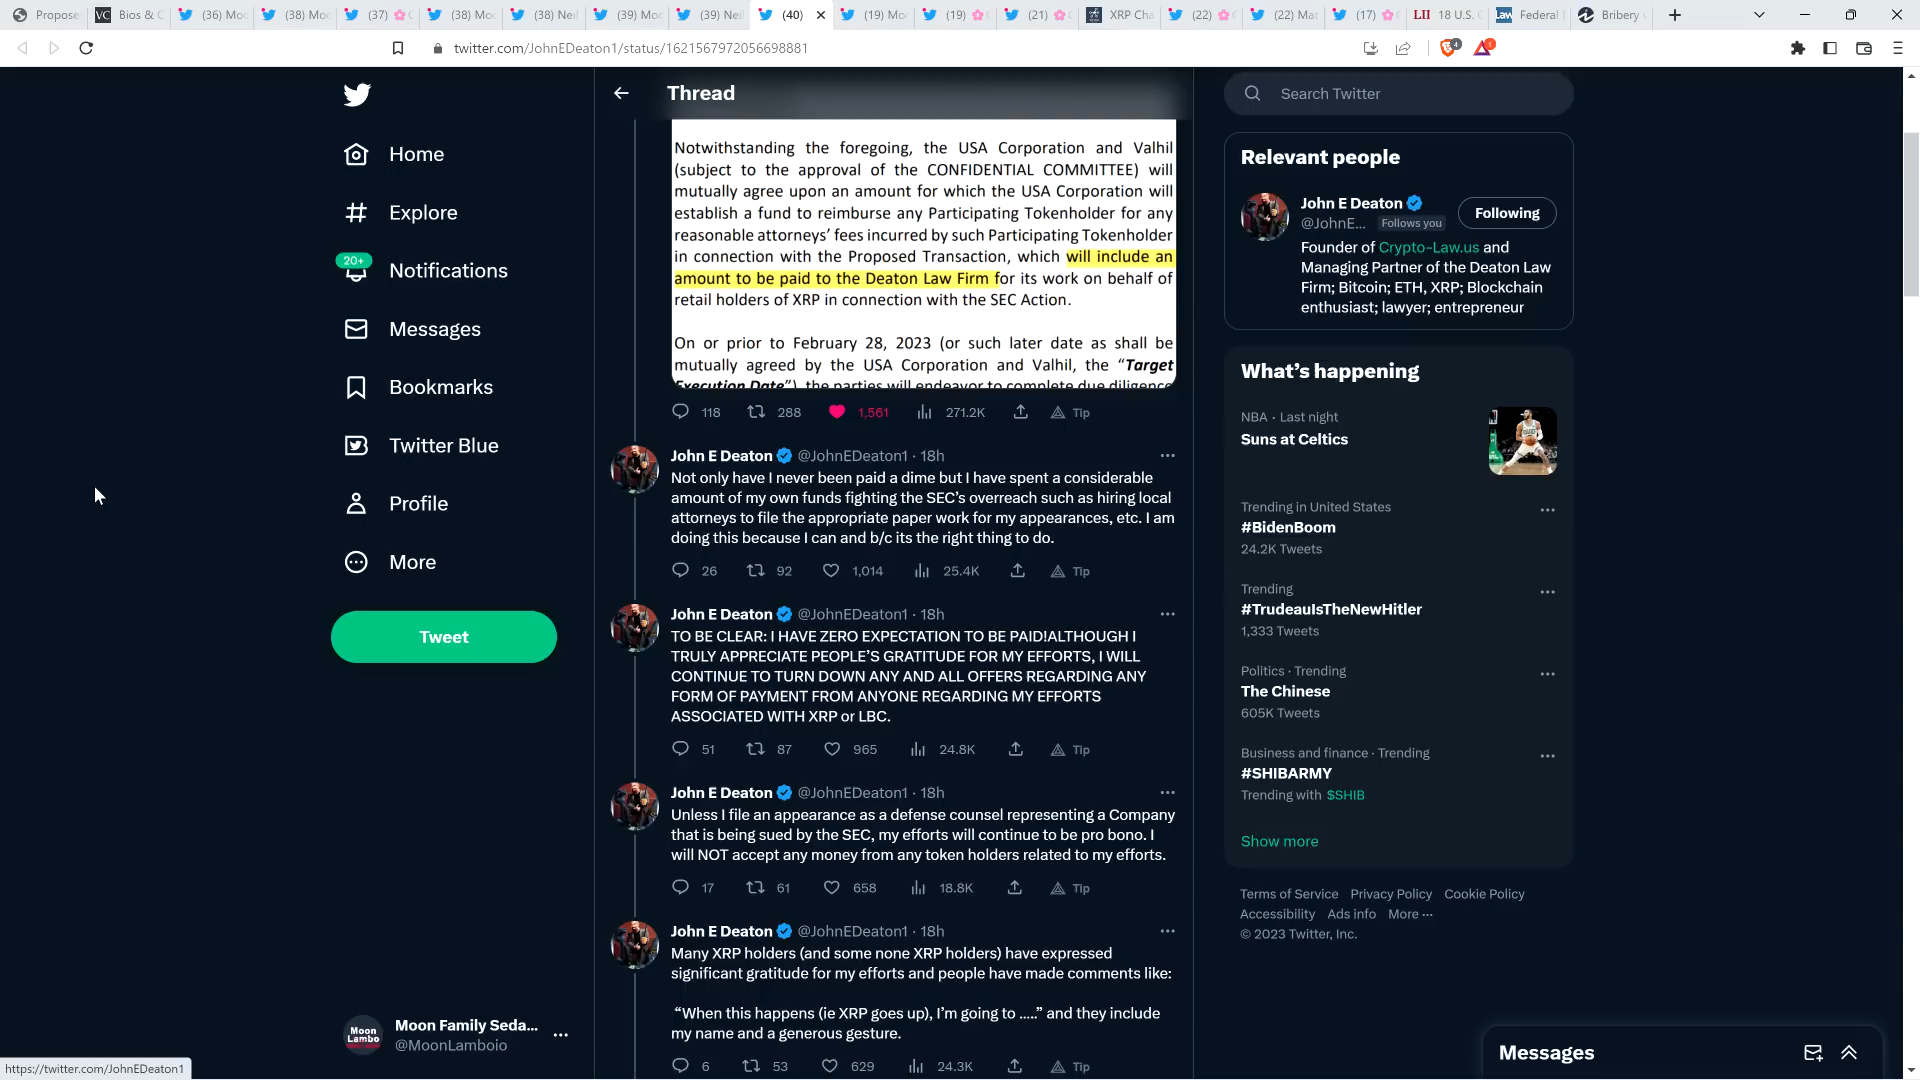 Propose
Bios & C
(36) Moo
(38) Moo
(37)
(38) Moo
(38) Neil
(39) Moo
(39) Neil
(40)
(19) Mo
(19)
(21)
XRP Cha
(22)
(22) Mat
(17)
LII 18 U.S. C
Law Federal
Bribery
twitter.com/JohnEDeaton1/status/1621567972056698881
Home
Explore
20+
Notifications
Messages
Bookmarks
Twitter Blue
Profile
More
Tweet
Moon Lambo
Moon Family Seda...
@MoonLamboio
https://twitter.com/JohnEDeaton1
Thread
Notwithstanding the foregoing, the USA Corporation and Valhil
(subject to the approval of the CONFIDENTIAL COMMITTEE) will
mutually agree upon an amount for which the USA Corporation will
establish a fund to reimburse any Participating Tokenholder for any
reasonable attorneys’ fees incurred by such Participating Tokenholder
in connection with the Proposed Transaction, which will include an
amount to be paid to the Deaton Law Firm for its work on behalf of
retail holders of XRP in connection with the SEC Action.
On or prior to February 28, 2023 (or such later date as shall be
mutually agreed by the USA Corporation and Valhil, the “Target
Execution Date”), the parties will endeavor to complete due diligence
118 288 1,561 271.2K Tip
John E Deaton @JohnEDeaton1 · 18h
Not only have I never been paid a dime but I have spent a considerable
amount of my own funds fighting the SEC’s overreach such as hiring local
attorneys to file the appropriate paper work for my appearances, etc. I am
doing this because I can and b/c its the right thing to do.
26 92 1,014 25.4K Tip
John E Deaton @JohnEDeaton1 · 18h
TO BE CLEAR: I HAVE ZERO EXPECTATION TO BE PAID!ALTHOUGH I
TRULY APPRECIATE PEOPLE’S GRATITUDE FOR MY EFFORTS, I WILL
CONTINUE TO TURN DOWN ANY AND ALL OFFERS REGARDING ANY
FORM OF PAYMENT FROM ANYONE REGARDING MY EFFORTS
ASSOCIATED WITH XRP or LBC.
51 87 965 24.8K Tip
John E Deaton @JohnEDeaton1 · 18h
Unless I file an appearance as a defense counsel representing a Company
that is being sued by the SEC, my efforts will continue to be pro bono. I
will NOT accept any money from any token holders related to my efforts.
17 61 658 18.8K Tip
John E Deaton @JohnEDeaton1 · 18h
Many XRP holders (and some none XRP holders) have expressed
significant gratitude for my efforts and people have made comments like:
“When this happens (ie XRP goes up), I’m going to .....” and they include
my name and a generous gesture.
6 53 629 24.3K Tip
Search Twitter
Relevant people
John E Deaton
@JohnE... Follows you
Following
Founder of Crypto-Law.us and
Managing Partner of the Deaton Law
Firm; Bitcoin; ETH, XRP; Blockchain
enthusiast; lawyer; entrepreneur
What’s happening
NBA · Last night
Suns at Celtics
Trending in United States
#BidenBoom
24.2K Tweets
Trending
#TrudeauIsTheNewHitler
1,333 Tweets
Politics · Trending
The Chinese
605K Tweets
Business and finance · Trending
#SHIBARMY
Trending with $SHIB
Show more
Terms of Service Privacy Policy Cookie Policy
Accessibility Ads info More ···
© 2023 Twitter, Inc.
Messages